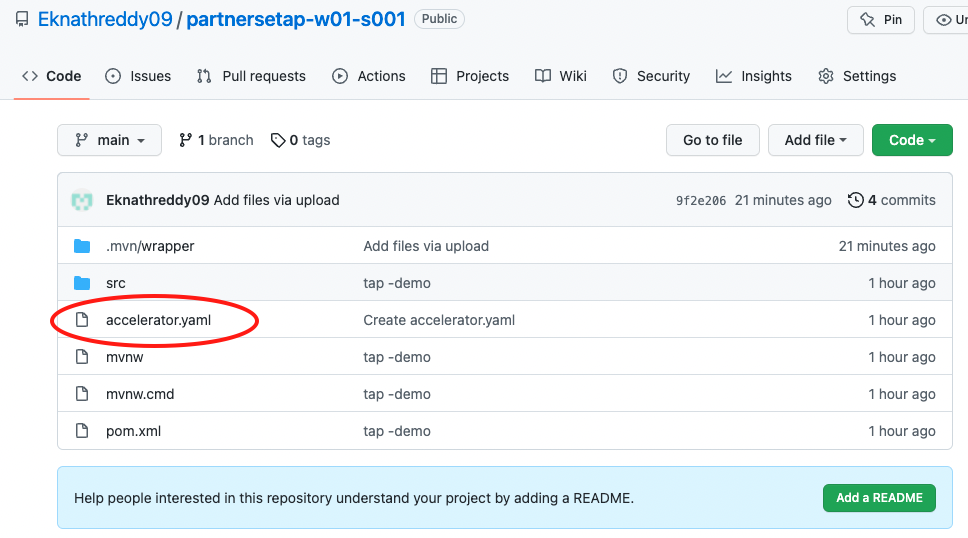 Eknathreddy09 / partnersetap-w01-s001 Public Pin
Code Issues Pull requests Actions Projects Wiki Security Insights Settings
main 1 branch 0 tags Go to file Add file Code
Eknathreddy09 Add files via upload 9f2e206 21 minutes ago 4 commits
.mvn/wrapper Add files via upload 21 minutes ago
src tap -demo 1 hour ago
accelerator.yaml Create accelerator.yaml 1 hour ago
mvnw tap -demo 1 hour ago
mvnw.cmd tap -demo 1 hour ago
pom.xml tap -demo 1 hour ago
Help people interested in this repository understand your project by adding a README. Add a README